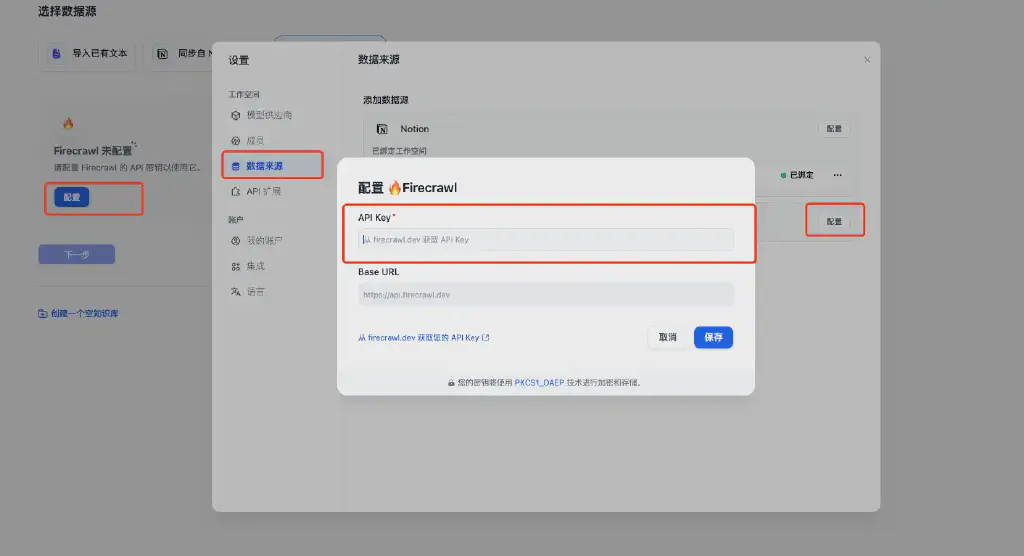 选择数据源
导入已有文本
同步自 N
Firecrawl 未配置
请配置 Firecrawl 的 API 密钥以使用它。
配置
下一步
创建一个空知识库
设置
工作空间
模型供应商
成员
数据来源
API 扩展
账户
我的账户
集成
语言
数据来源
添加数据源
Notion
配置
已绑定工作空间
已绑定
配置
配置 🔥Firecrawl
API Key*
从 firecrawl.dev 获取 API Key
Base URL
https://api.firecrawl.dev
从 firecrawl.dev 获取您的 API Key
取消
保存
您的密钥将使用 PKCS1_OAEP 技术进行加密和存储。